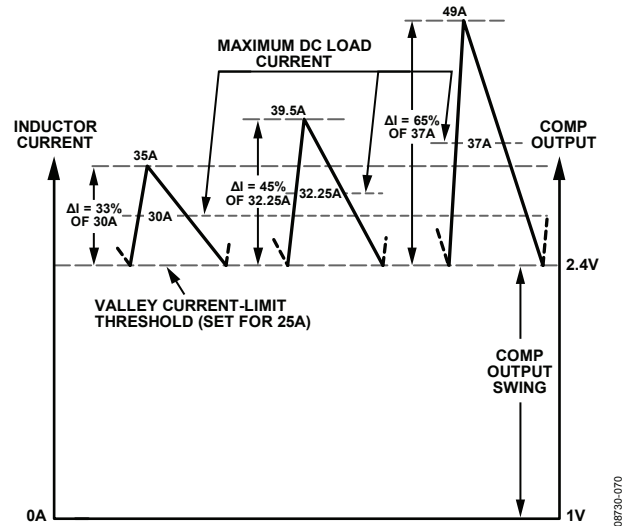 49A
MAXIMUM DC LOAD
CURRENT
39.5A
ΔI = 65%
OF 37A
INDUCTOR
CURRENT
COMP
OUTPUT
35A
37A
ΔI = 45%
OF 32.25A
32.25A
ΔI = 33%
OF 30A
30A
2.4V
VALLEY CURRENT-LIMIT
THRESHOLD (SET FOR 25A)
COMP
OUTPUT
SWING
0A
1V
08730-070